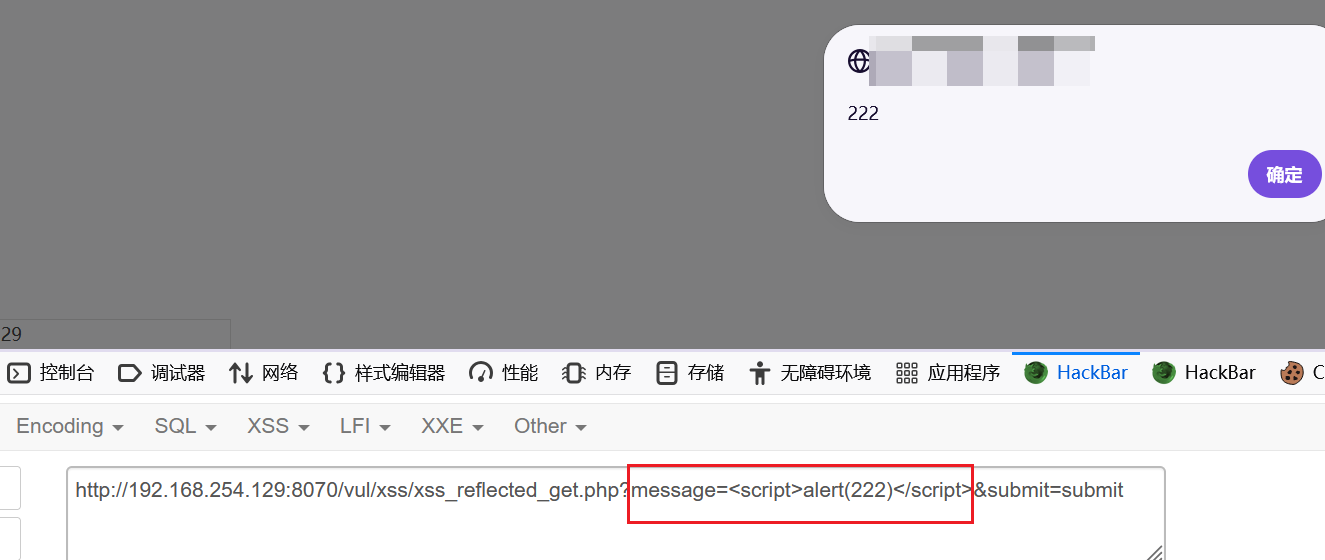 222
确定
29
控制台 调试器 网络 样式编辑器 性能 内存 存储 无障碍环境 应用程序 HackBar HackBar C
Encoding SQL XSS LFI XXE Other
http://192.168.254.129:8070/vul/xss/xss_reflected_get.php?message=<script>alert(222)</script>&submit=submit